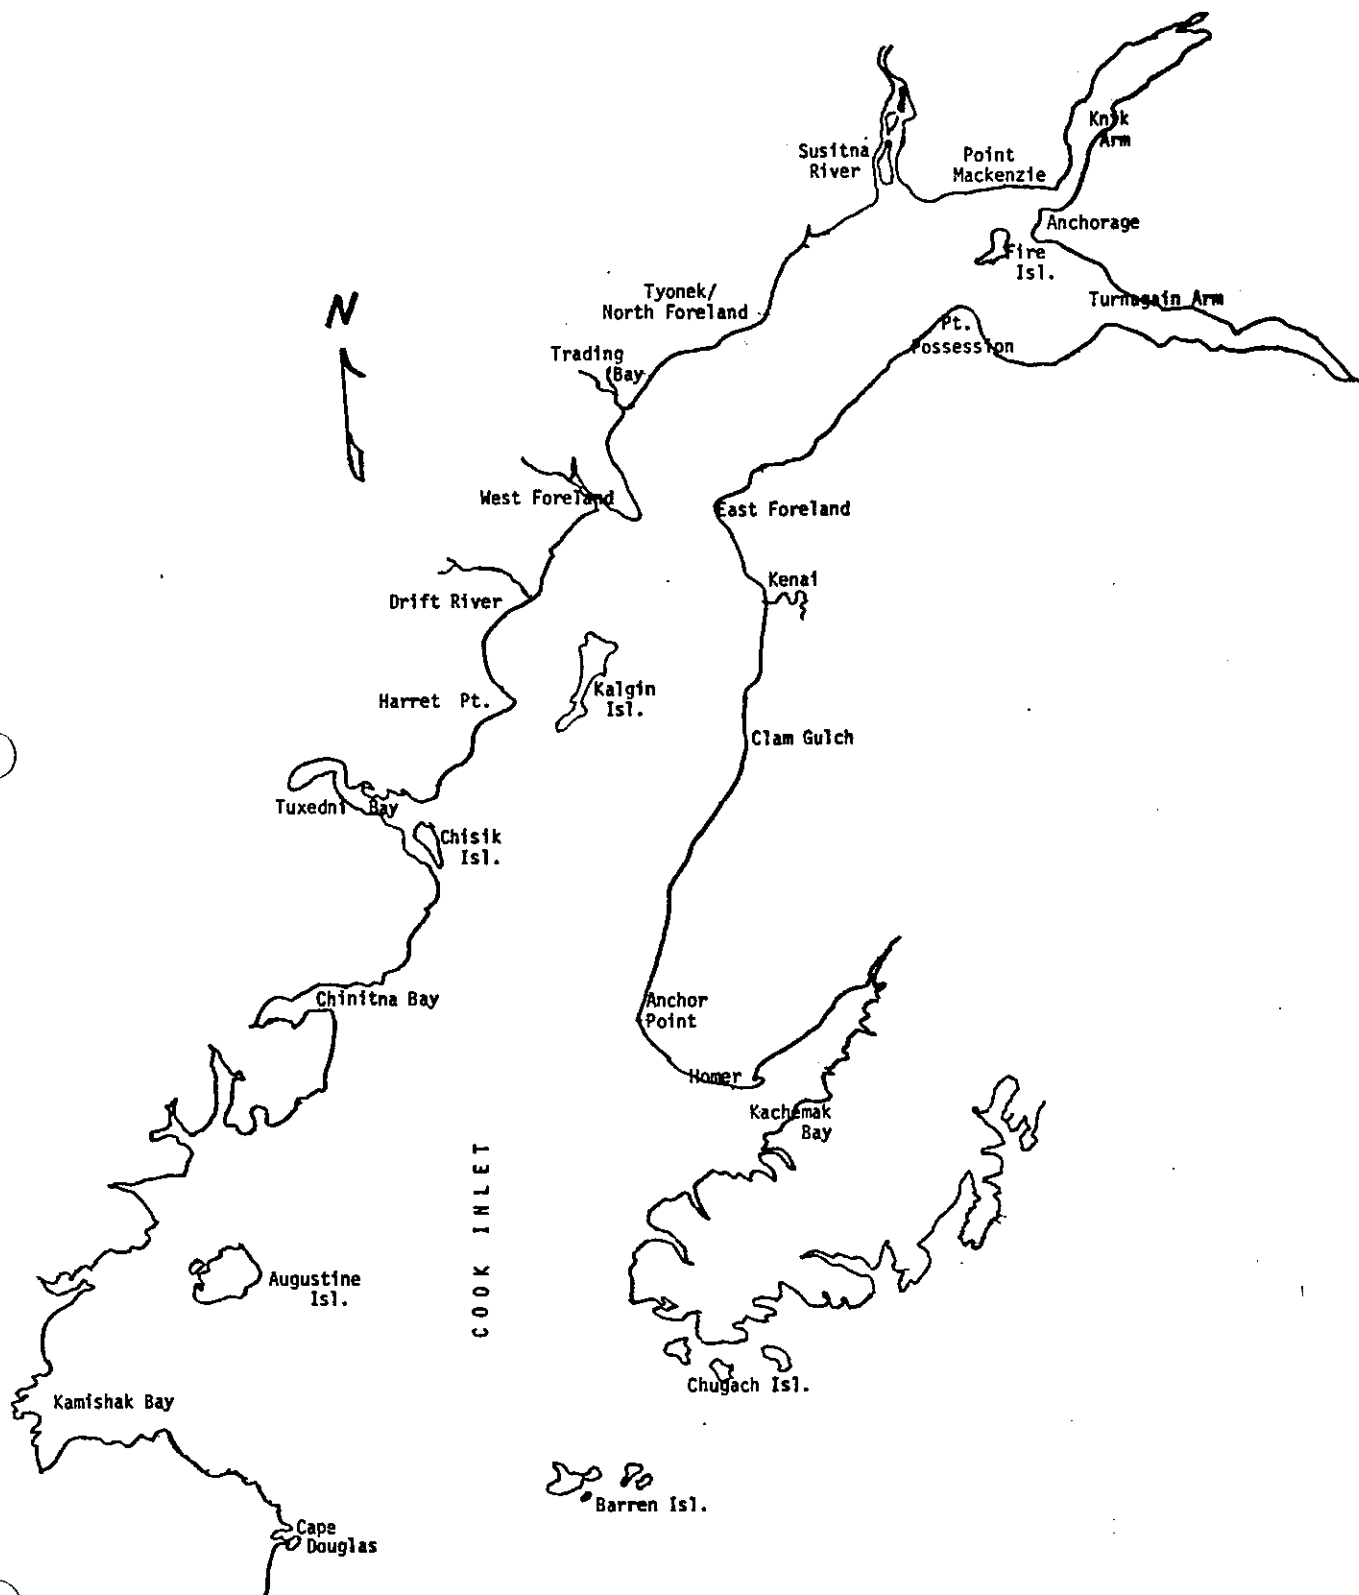 Knik
Arm
Susitna
River
Point
Mackenzie
Anchorage
Fire
Isl.
Tyonek/
North Foreland
Turnagain Arm
N
Pt.
Possession
Trading
Bay
West Foreland
East Foreland
Kenai
Drift River
Kalgin
Isl.
Harret Pt.
Clam Gulch
Tuxedni Bay
Chisik
Isl.
Chinitna Bay
Anchor
Point
Homer
Kachemak
Bay
COOK INLET
Augustine
Isl.
Chugach Isl.
Kamishak Bay
Barren Isl.
Cape
Douglas